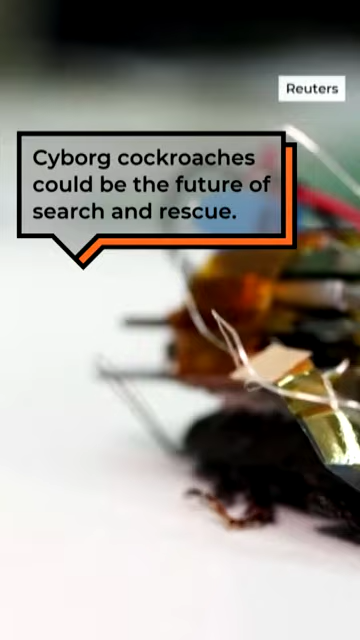 Reuters
Cyborg cockroaches
could be the future of
search and rescue.